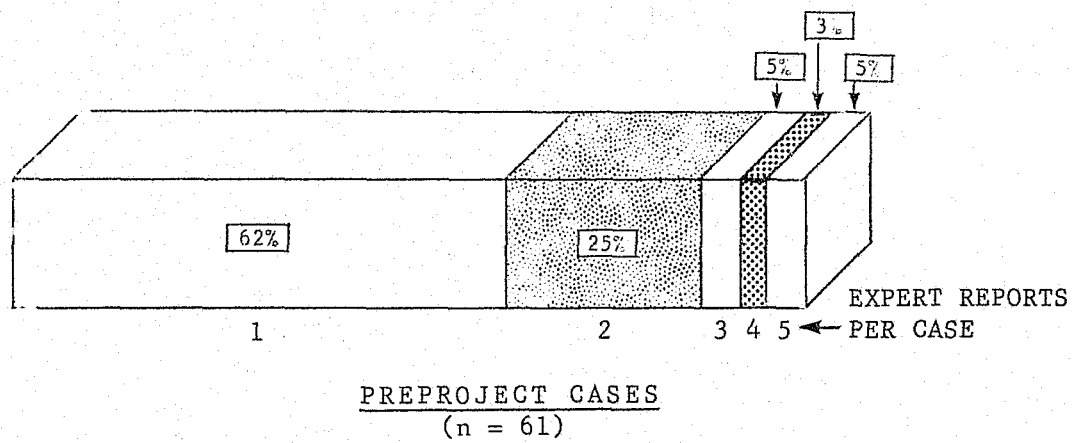 3%
5% 5%
62% 25%
1 2 3 4 5
EXPERT REPORTS
PER CASE
PREPROJECT CASES
(n = 61)